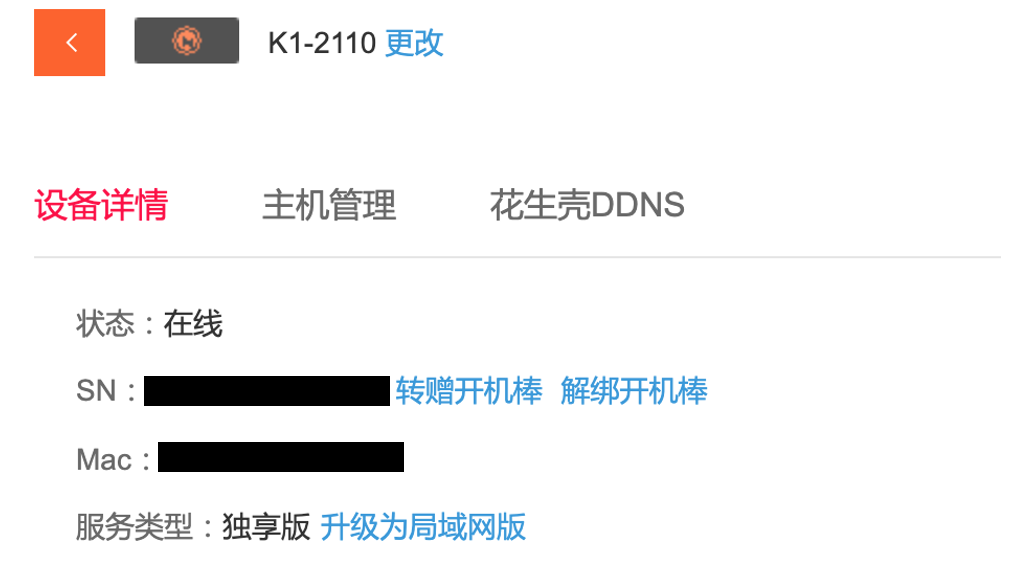 K1-2110 更改
设备详情 主机管理 花生壳DDNS
状态：在线
SN： 转赠开机棒 解绑开机棒
Mac：
服务类型：独享版 升级为局域网版